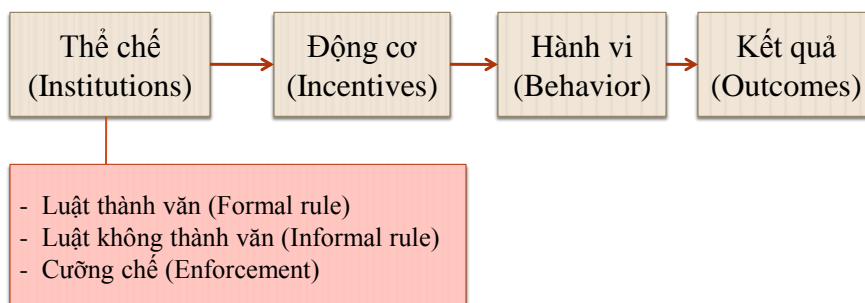 Thể chế
(Institutions)
Động cơ
(Incentives)
Hành vi
(Behavior)
Kết quả
(Outcomes)
- Luật thành văn (Formal rule)
- Luật không thành văn (Informal rule)
- Cưỡng chế (Enforcement)